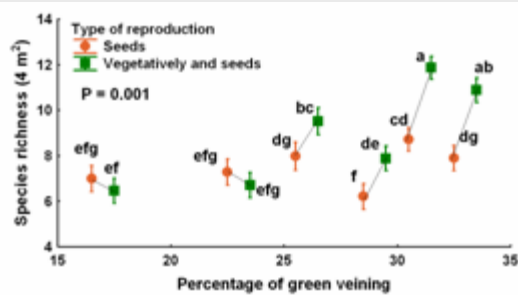 14
12
10
8
6
4
Species richness (4 m²)
Type of reproduction
Seeds
Vegetatively and seeds
P = 0.001
efg
ef
efg
efg
dg
bc
f
de
cd
a
dg
ab
15
20
25
30
35
Percentage of green veining